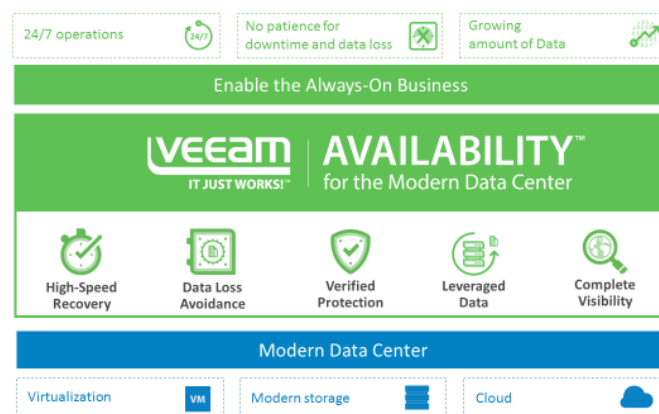 24/7 operations
24/7
No patience for
downtime and data loss
Growing
amount of Data
Enable the Always-On Business
veeam
IT JUST WORKS!™
AVAILABILITY™
for the Modern Data Center
High-Speed
Recovery
Data Loss
Avoidance
Verified
Protection
Leveraged
Data
Complete
Visibility
Modern Data Center
Virtualization
VM
Modern storage
Cloud